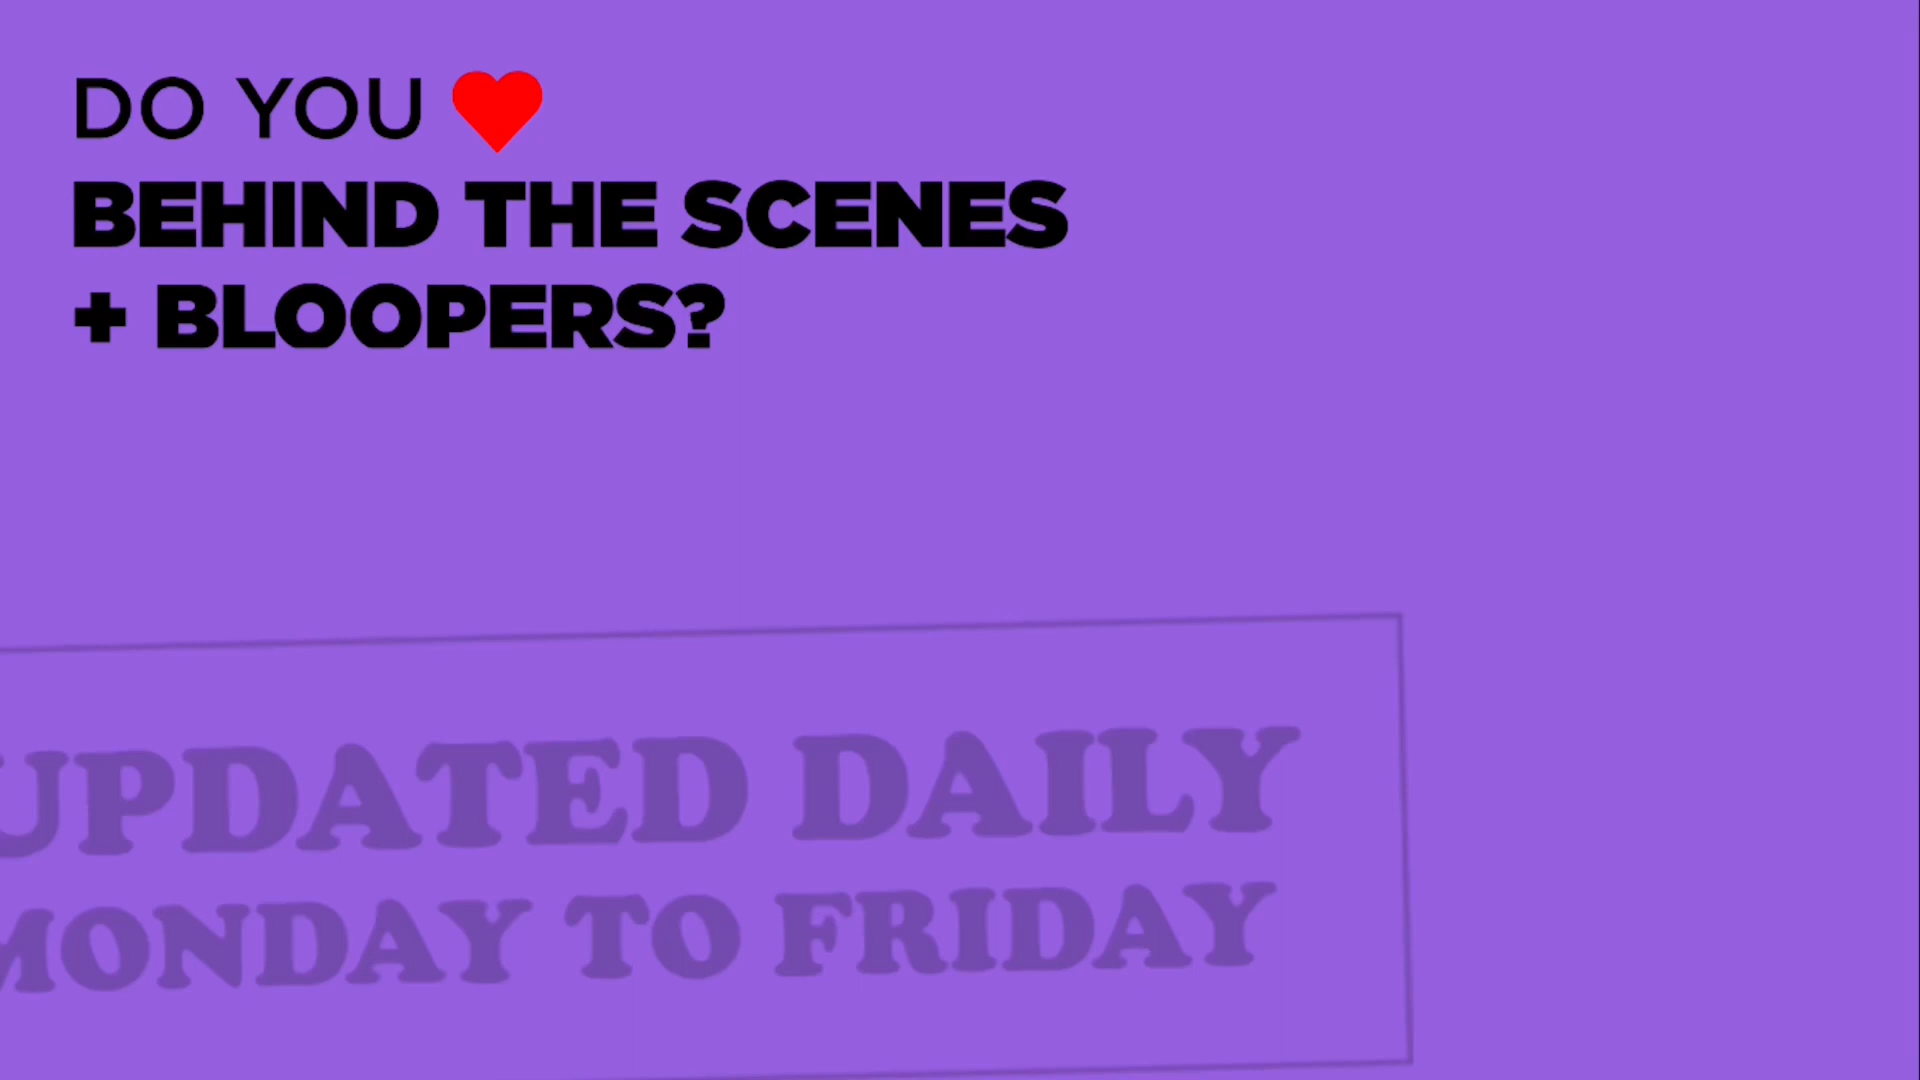 DO YOU ❤
BEHIND THE SCENES
+ BLOOPERS?
UPDATED DAILY
MONDAY TO FRIDAY